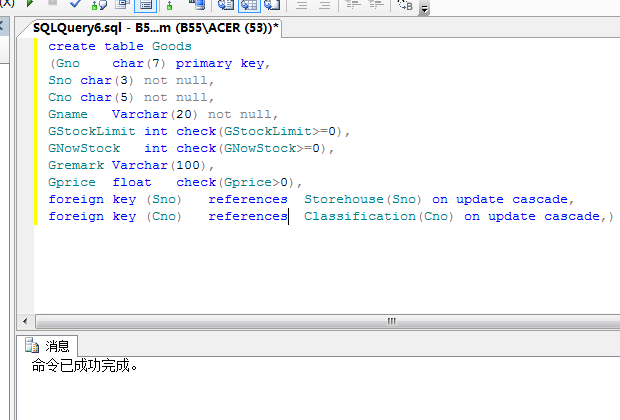 SQLQuery6.sql - B5...m (B55\ACER (53))*
create table Goods
(Gno    char(7) primary key,
Sno char(3) not null,
Cno char(5) not null,
Gname   Varchar(20) not null,
GStockLimit int check(GStockLimit>=0),
GNowStock   int check(GNowStock>=0),
Gremark Varchar(100),
Gprice  float   check(Gprice>0),
foreign key (Sno)   references  Storehouse(Sno) on update cascade,
foreign key (Cno)   references  Classification(Cno) on update cascade,)
消息
命令已成功完成。